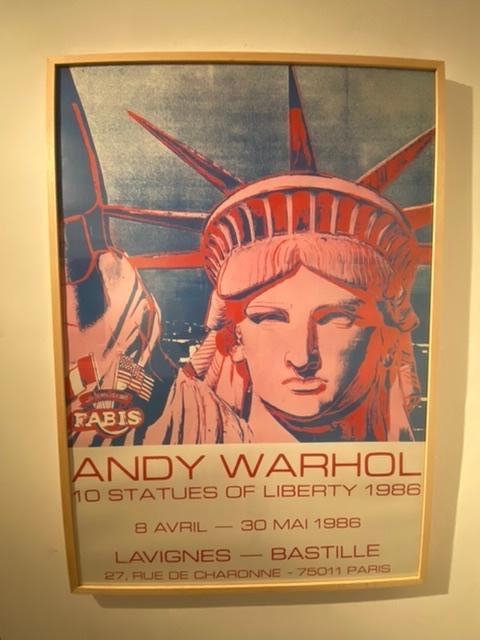 FABIS
ANDY WARHOL
10 STATUES OF LIBERTY 1986
8 AVRIL — 30 MAI 1986
LAVIGNES — BASTILLE
27, RUE DE CHARONNE - 75011 PARIS